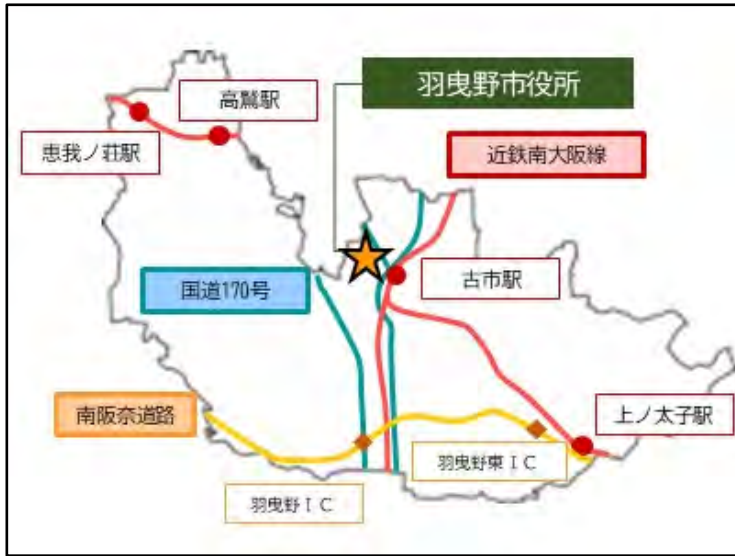 羽曳野市役所
高鷲駅
恵我ノ荘駅
近鉄南大阪線
国道170号
古市駅
南阪奈道路
上ノ太子駅
羽曳野東ＩＣ
羽曳野ＩＣ